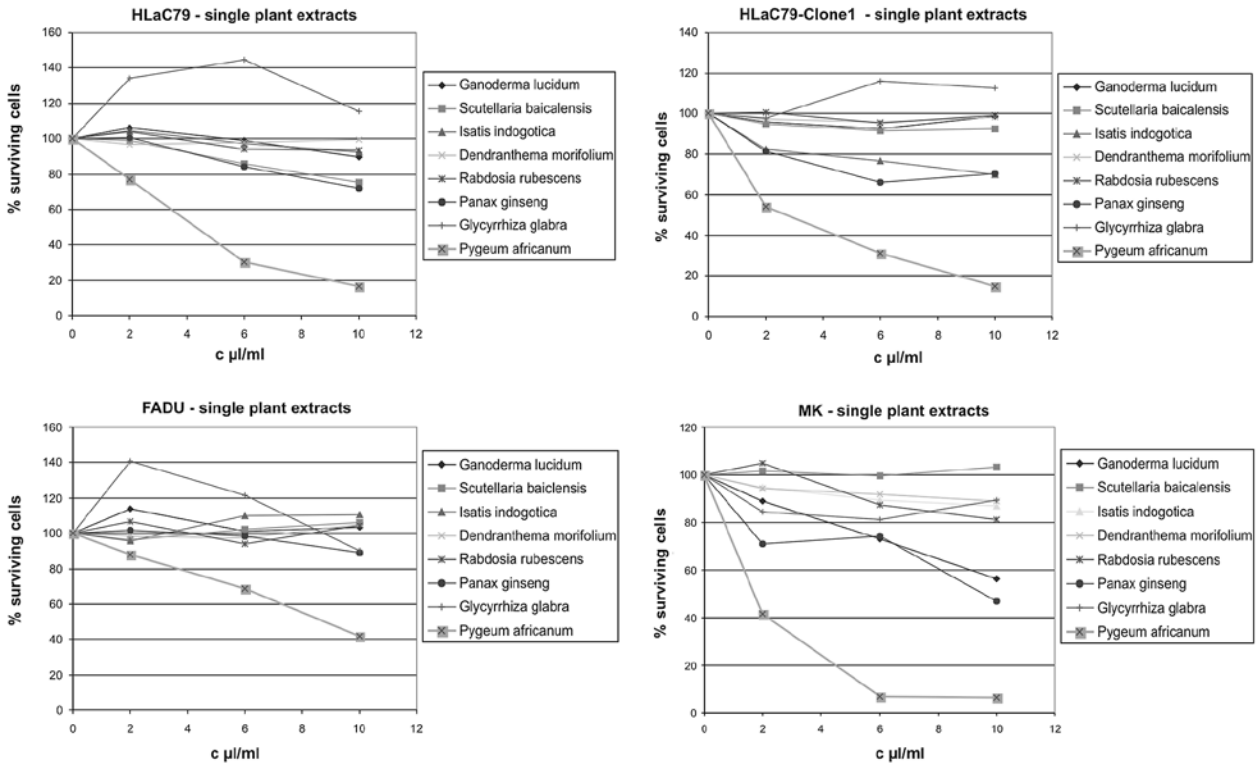 HLaC79 - single plant extracts
% surviving cells
160
140
120
100
80
60
40
20
0
0 2 4 6 8 10 12
c µl/ml
Ganoderma lucidum
Scutellaria baicalensis
Isatis indogotica
Dendranthema morifolium
Rabdosia rubescens
Panax ginseng
Glycyrrhiza glabra
Pygeum africanum
HLaC79-Clone1 - single plant extracts
% surviving cells
140
120
100
80
60
40
20
0
0 2 4 6 8 10 12
c µl/ml
Ganoderma lucidum
Scutellaria baicalensis
Isatis indogotica
Dendranthema morifolium
Rabdosia rubescens
Panax ginseng
Glycyrrhiza glabra
Pygeum africanum
FADU - single plant extracts
% surviving cells
160
140
120
100
80
60
40
20
0
0 2 4 6 8 10 12
c µl/ml
Ganoderma lucidum
Scutellaria baiclensis
Isatis indogotica
Dendranthema morifolium
Rabdosia rubescens
Panax ginseng
Glycyrrhiza glabra
Pygeum africanum
MK - single plant extracts
% surviving cells
120
100
80
60
40
20
0
0 2 4 6 8 10 12
c µl/ml
Ganoderma lucidum
Scutellaria baicalensis
Isatis indogotica
Dendranthema morifolium
Rabdosia rubescens
Panax ginseng
Glycyrrhiza glabra
Pygeum africanum